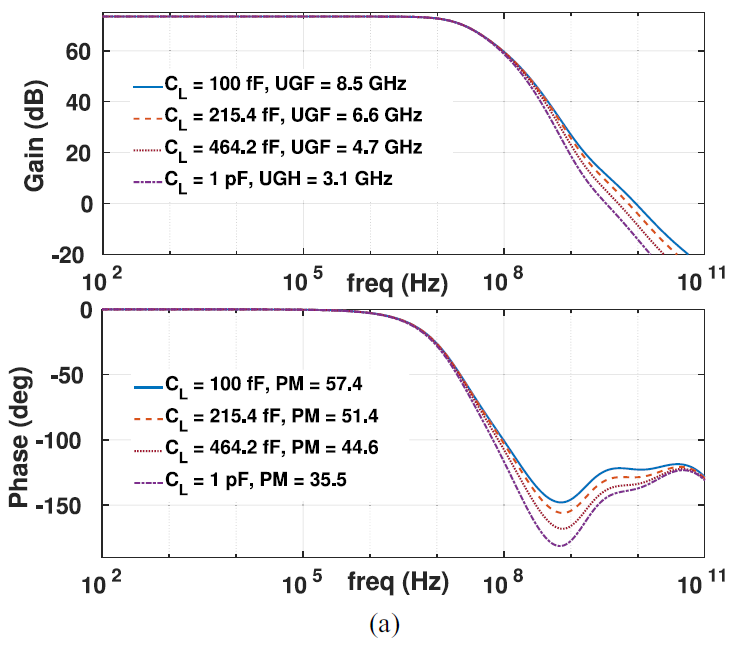 60
40
20
0
-20
Gain (dB)
C_L = 100 fF, UGF = 8.5 GHz
C_L = 215.4 fF, UGF = 6.6 GHz
C_L = 464.2 fF, UGF = 4.7 GHz
C_L = 1 pF, UGH = 3.1 GHz
10^2 10^5 freq (Hz) 10^8 10^11
0
-50
-100
-150
Phase (deg)
C_L = 100 fF, PM = 57.4
C_L = 215.4 fF, PM = 51.4
C_L = 464.2 fF, PM = 44.6
C_L = 1 pF, PM = 35.5
10^2 10^5 freq (Hz) 10^8 10^11
(a)